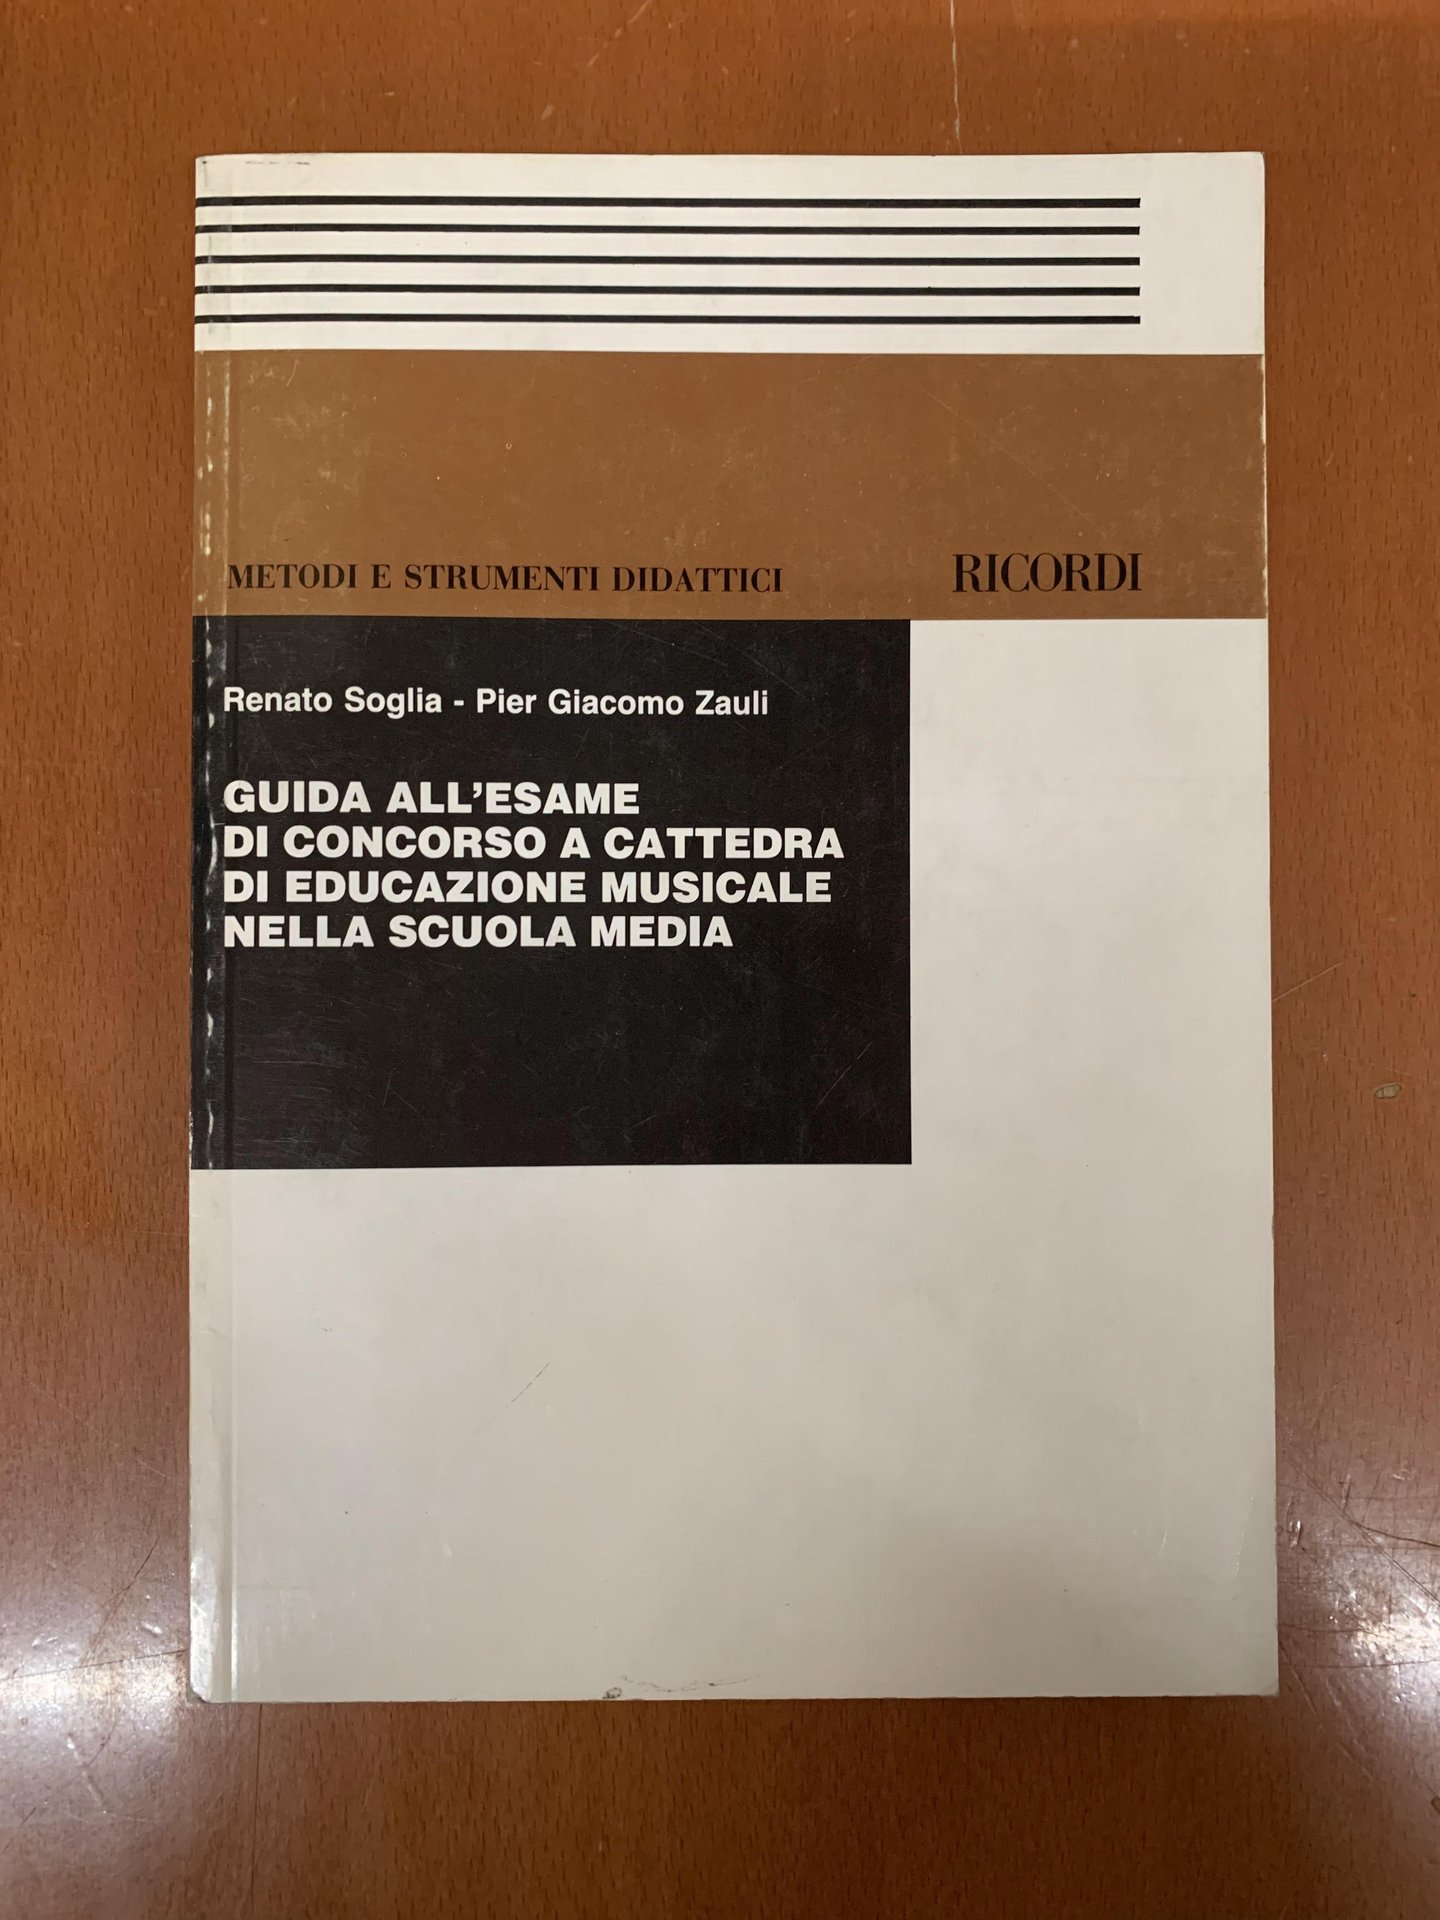 METODI E STRUMENTI DIDATTICI RICORDI
Renato Soglia - Pier Giacomo Zauli
GUIDA ALL'ESAME
DI CONCORSO A CATTEDRA
DI EDUCAZIONE MUSICALE
NELLA SCUOLA MEDIA